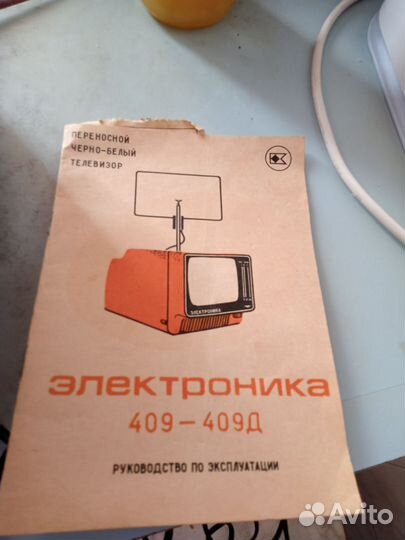 ПЕРЕНОСНОЙ
ЧЕРНО-БЕЛЫЙ
ТЕЛЕВИЗОР
ЭЛЕКТРОНИКА
электроника
409—409Д
РУКОВОДСТВО ПО ЭКСПЛУАТАЦИИ
Avito